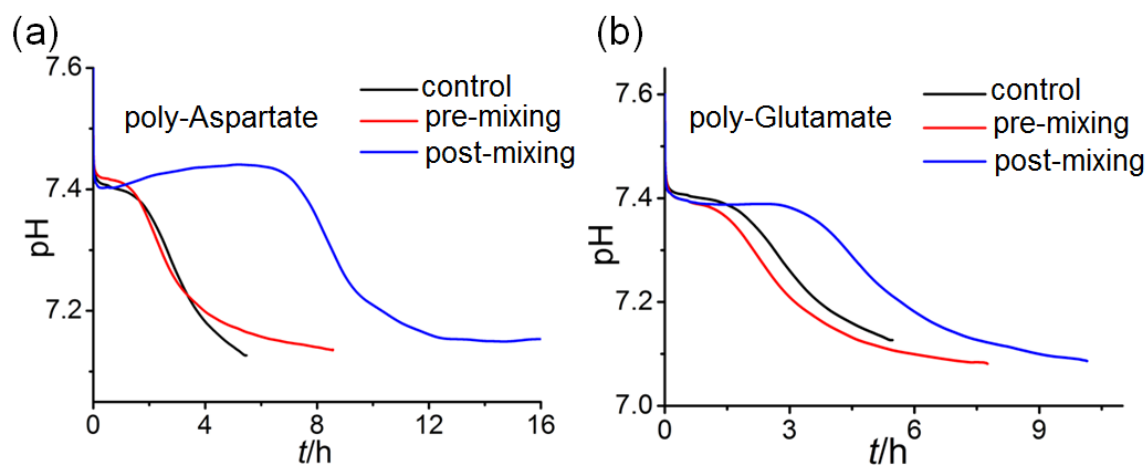 (a)
7.6
control
poly-Aspartate
pre-mixing
post-mixing
7.4
pH
7.2
0
4
8
12
16
t/h
(b)
7.6
control
poly-Glutamate
pre-mixing
post-mixing
7.4
pH
7.2
7.0
0
3
6
9
t/h